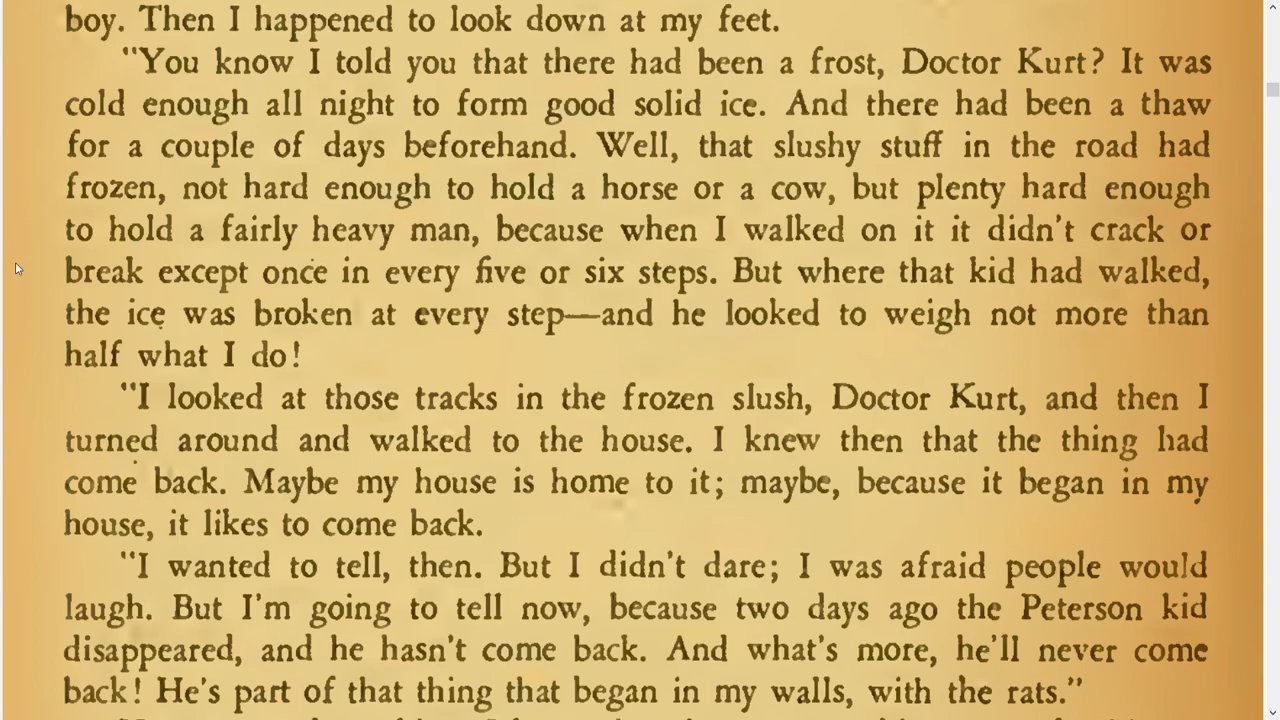 boy. Then I happened to look down at my feet.
"You know I told you that there had been a frost, Doctor Kurt? It was
cold enough all night to form good solid ice. And there had been a thaw
for a couple of days beforehand. Well, that slushy stuff in the road had
frozen, not hard enough to hold a horse or a cow, but plenty hard enough
to hold a fairly heavy man, because when I walked on it it didn't crack or
break except once in every five or six steps. But where that kid had walked,
the ice was broken at every step—and he looked to weigh not more than
half what I do!
"I looked at those tracks in the frozen slush, Doctor Kurt, and then I
turned around and walked to the house. I knew then that the thing had
come back. Maybe my house is home to it; maybe, because it began in my
house, it likes to come back.
"I wanted to tell, then. But I didn't dare; I was afraid people would
laugh. But I'm going to tell now, because two days ago the Peterson kid
disappeared, and he hasn't come back. And what's more, he'll never come
back! He's part of that thing that began in my walls, with the rats."